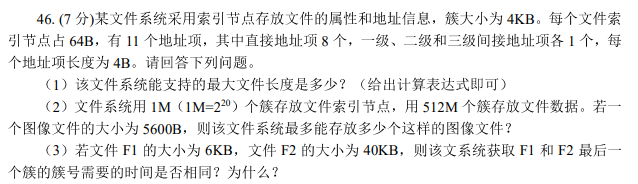 46. (7 分)某文件系统采用索引节点存放文件的属性和地址信息，簇大小为 4KB。每个文件索
引节点占 64B，有 11 个地址项，其中直接地址项 8 个，一级、二级和三级间接地址项各 1 个，每
个地址项长度为 4B。请回答下列问题。
（1）该文件系统能支持的最大文件长度是多少？（给出计算表达式即可）
（2）文件系统用 1M（1M=2²⁰）个簇存放文件索引节点，用 512M 个簇存放文件数据。若一
个图像文件的大小为 5600B，则该文件系统最多能存放多少个这样的图像文件？
（3）若文件 F1 的大小为 6KB，文件 F2 的大小为 40KB，则该文系统获取 F1 和 F2 最后一
个簇的簇号需要的时间是否相同？为什么？